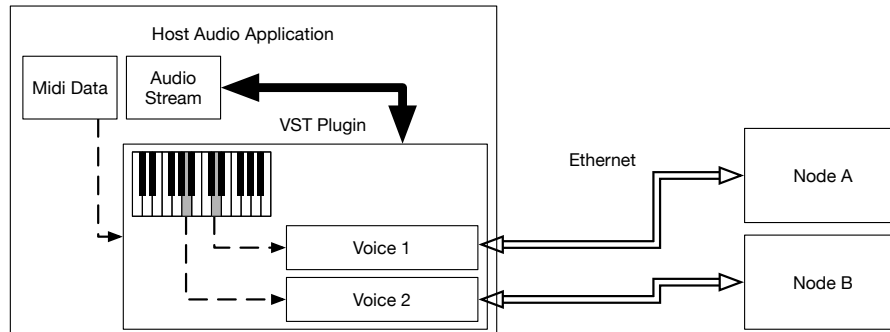 Host Audio Application
Midi Data
Audio
Stream
VST Plugin
Ethernet
Node A
Voice 1
Node B
Voice 2